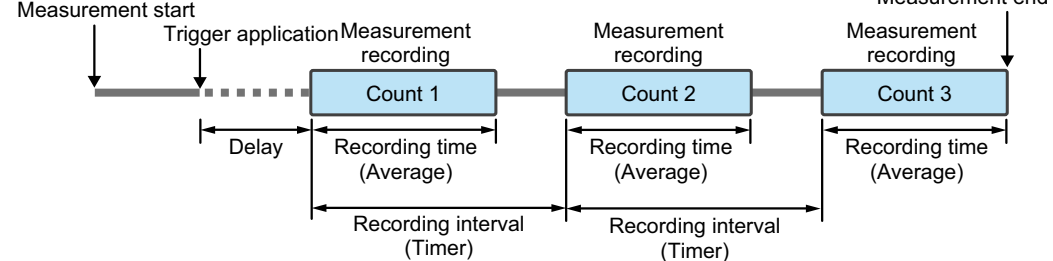 Measurement start
Measurement end
Trigger application
Measurement
recording
Measurement
recording
Measurement
recording
Count 1
Count 2
Count 3
Delay
Recording time
(Average)
Recording time
(Average)
Recording time
(Average)
Recording interval
(Timer)
Recording interval
(Timer)